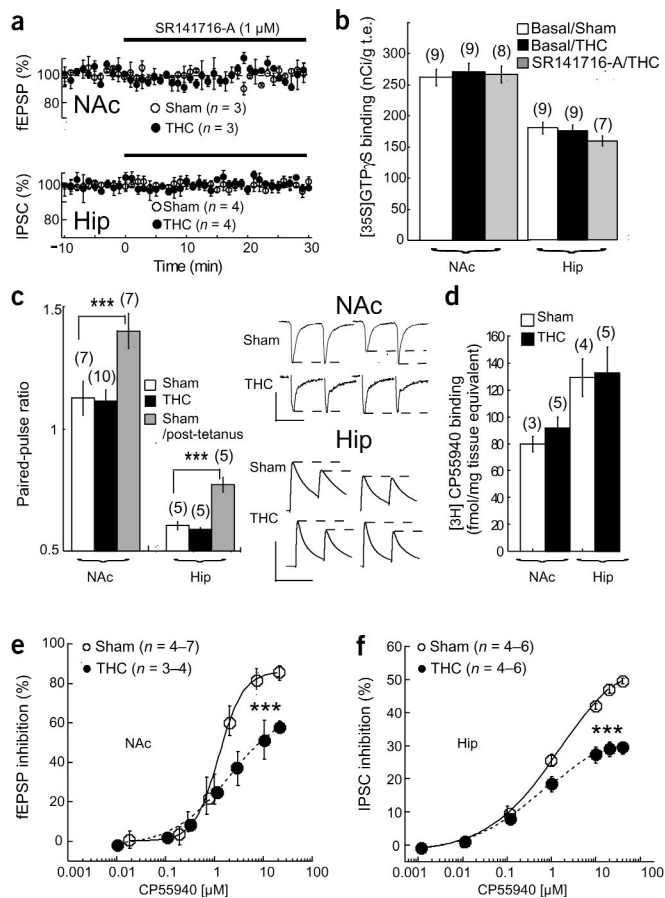 a
SR141716-A (1 µM)
fEPSP (%)
100
80
NAc
Sham (n = 3)
THC (n = 3)
IPSC (%)
100
80
Hip
Sham (n = 4)
THC (n = 4)
−10 0 10 20 30
Time (min)
b
[35S]GTPγS binding (nCi/g t.e.)
350
300
250
200
150
100
50
0
Basal/Sham
Basal/THC
SR141716-A/THC
(9) (9) (8)
(9) (9) (7)
NAc Hip
c
Paired-pulse ratio
1.5
1
0.5
*** (7)
(7)
(10)
Sham
THC
Sham
/post-tetanus
*** (5)
(5) (5)
NAc Hip
NAc
Sham
THC
Hip
Sham
THC
d
[3H] CP55940 binding
(fmol/mg tissue equivalent)
160
140
120
100
80
60
40
20
0
Sham
THC
(3) (5) (4) (5)
NAc Hip
e
Sham (n = 4–7)
THC (n = 3–4)
fEPSP inhibition (%)
100
80
60
40
20
0
***
NAc
0.001 0.01 0.1 1 10 100
CP55940 [µM]
f
Sham (n = 4–6)
THC (n = 4–6)
IPSC inhibition (%)
60
50
40
30
20
10
0
***
Hip
0.001 0.01 0.1 1 10 100
CP55940 [µM]